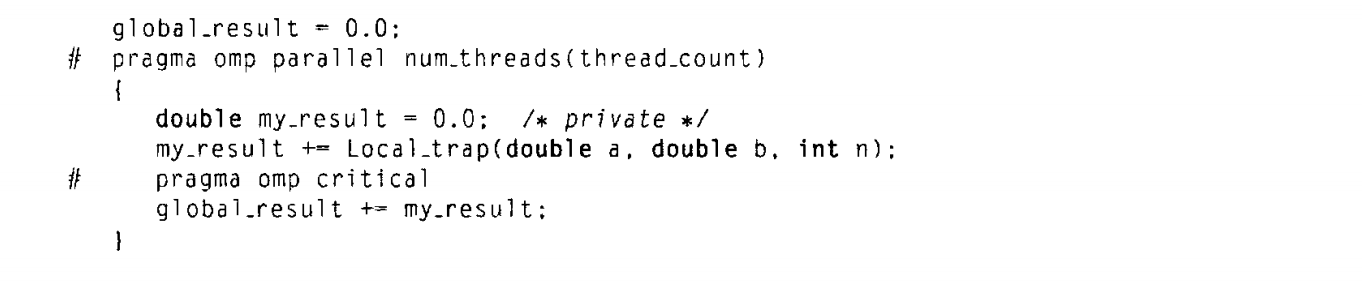 global_result = 0.0;
# pragma omp parallel num_threads(thread_count)
{
double my_result = 0.0; /* private */
my_result += Local_trap(double a, double b, int n);
# pragma omp critical
global_result += my_result;
}